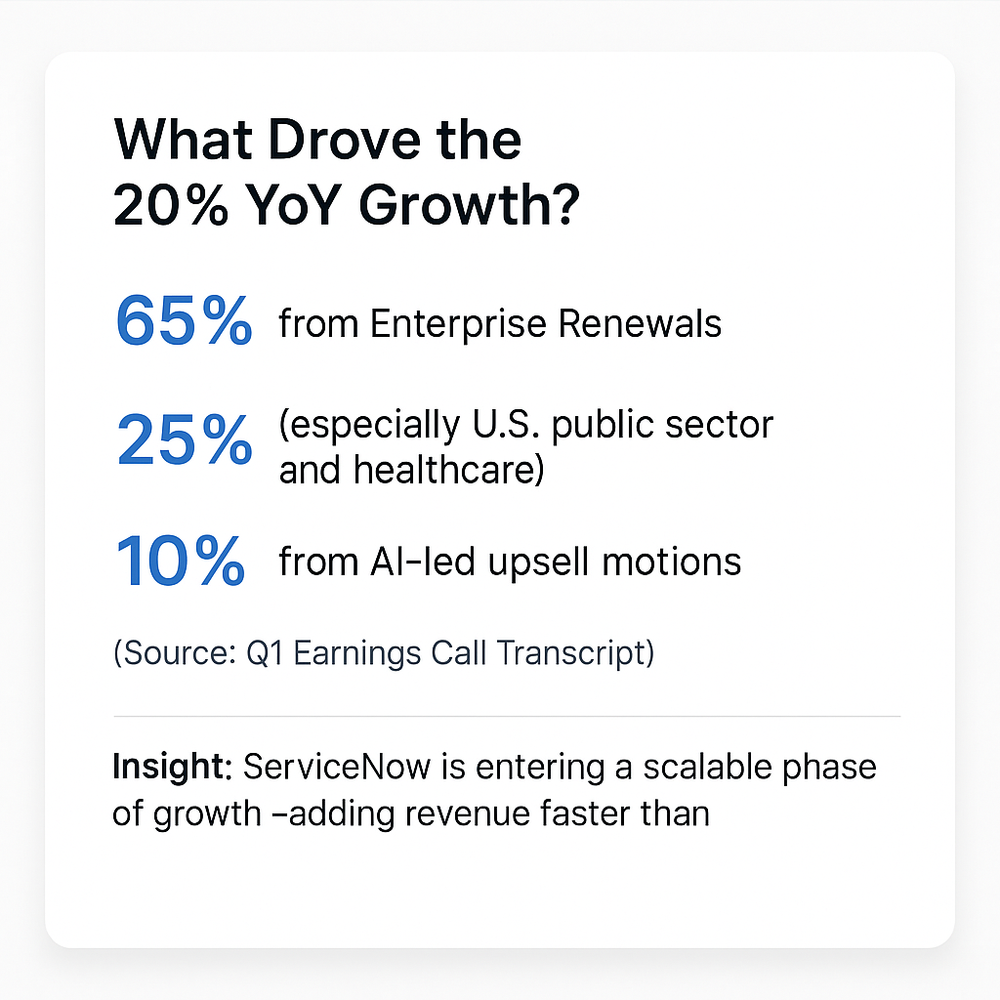 What Drove the
20% YoY Growth?
65% from Enterprise Renewals
25% (especially U.S. public sector
and healthcare)
10% from AI-led upsell motions
(Source: Q1 Earnings Call Transcript)
Insight: ServiceNow is entering a scalable phase
of growth –adding revenue faster than